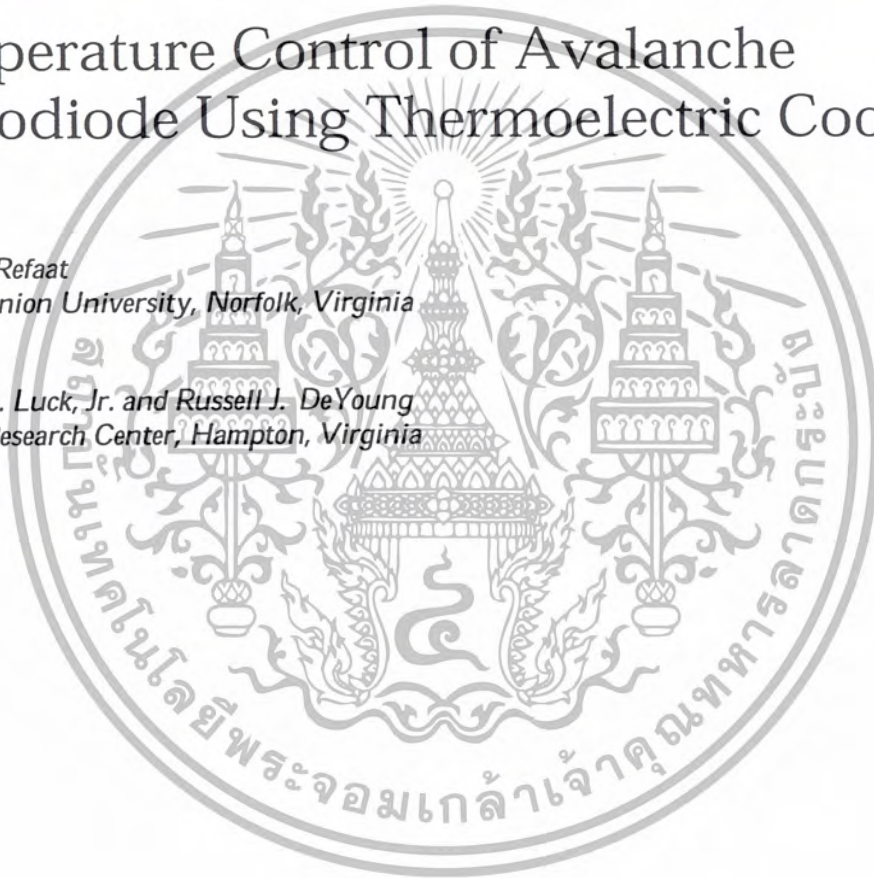 perature Control of Avalanche
odiode Using Thermoelectric Coo
Refaat
nion University, Norfolk, Virginia
. Luck, Jr. and Russell J. DeYoung
esearch Center, Hampton, Virginia
สถาบันเทคโนโลยีพระจอมเกล้าเจ้าคุณทหารลาดกระบัง
๔